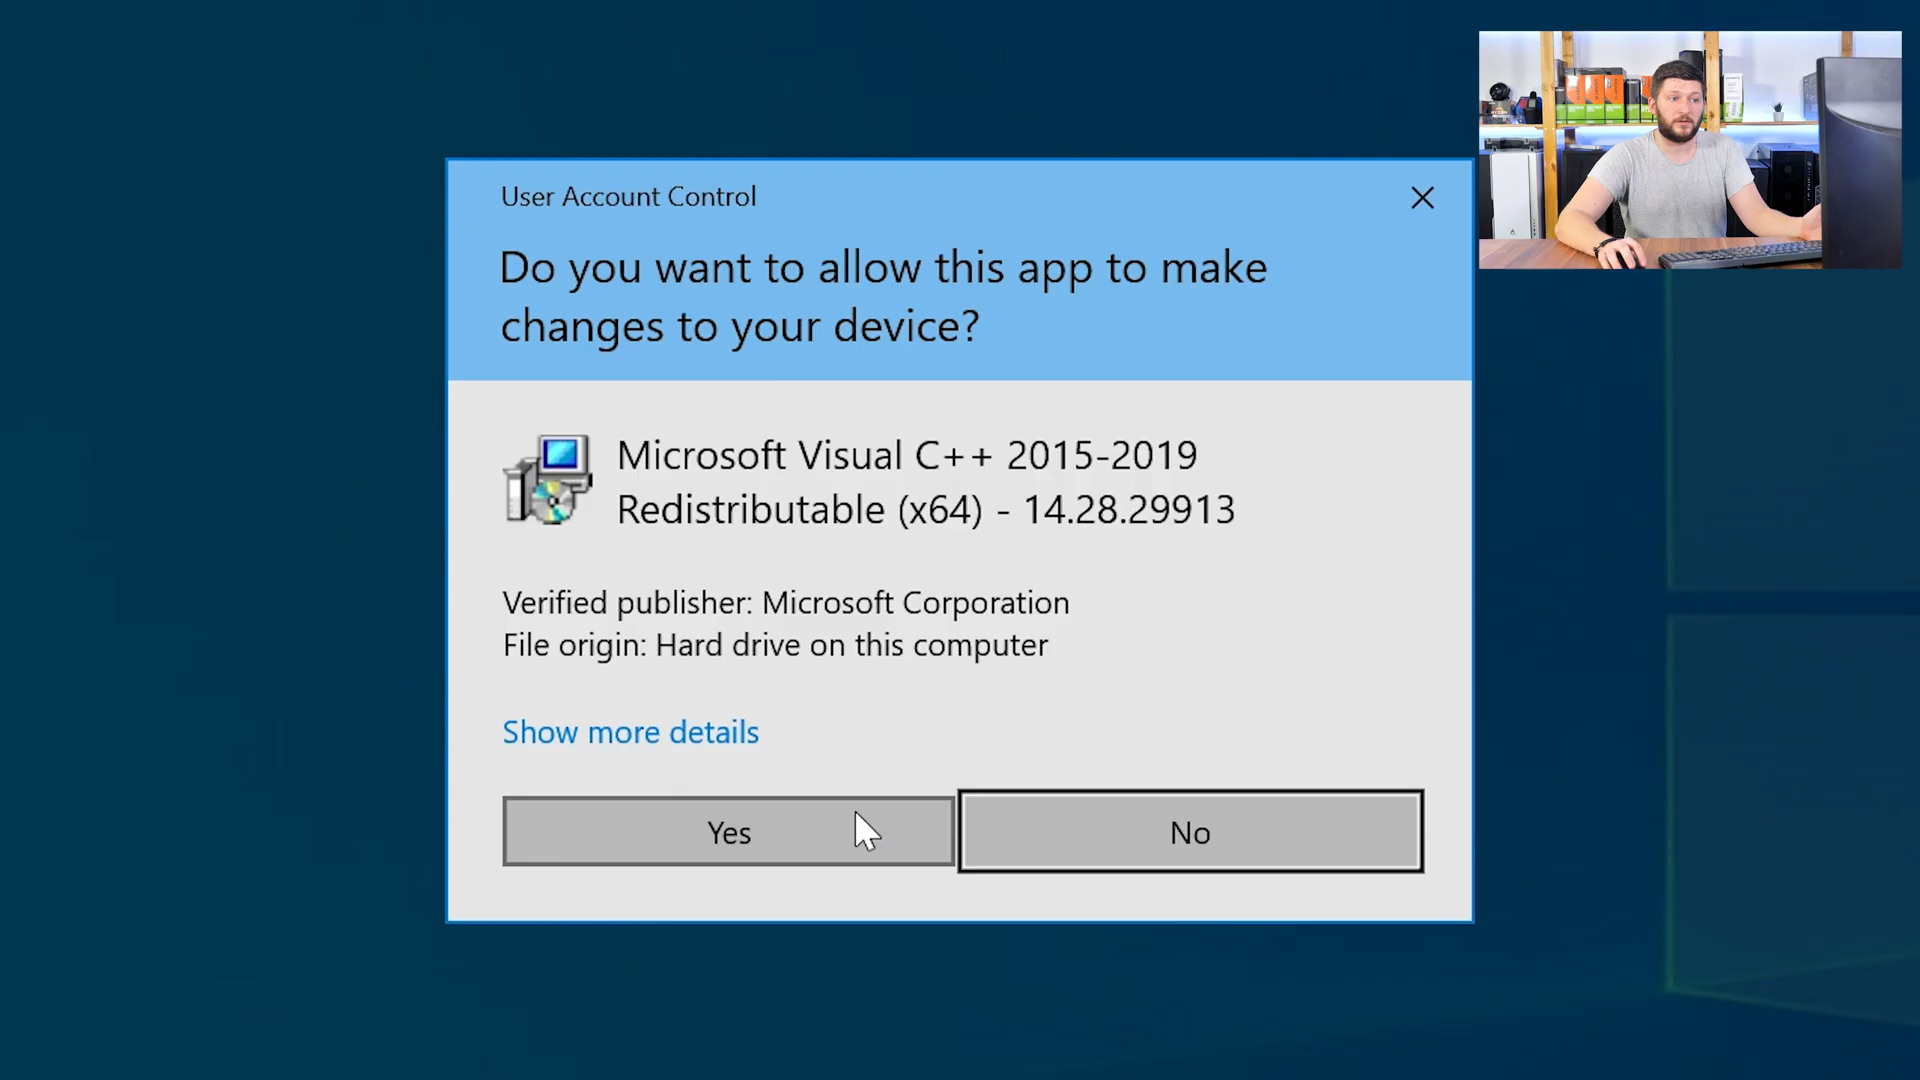 User Account Control
Do you want to allow this app to make
changes to your device?
Microsoft Visual C++ 2015-2019
Redistributable (x64) - 14.28.29913
Verified publisher: Microsoft Corporation
File origin: Hard drive on this computer
Show more details
Yes
No